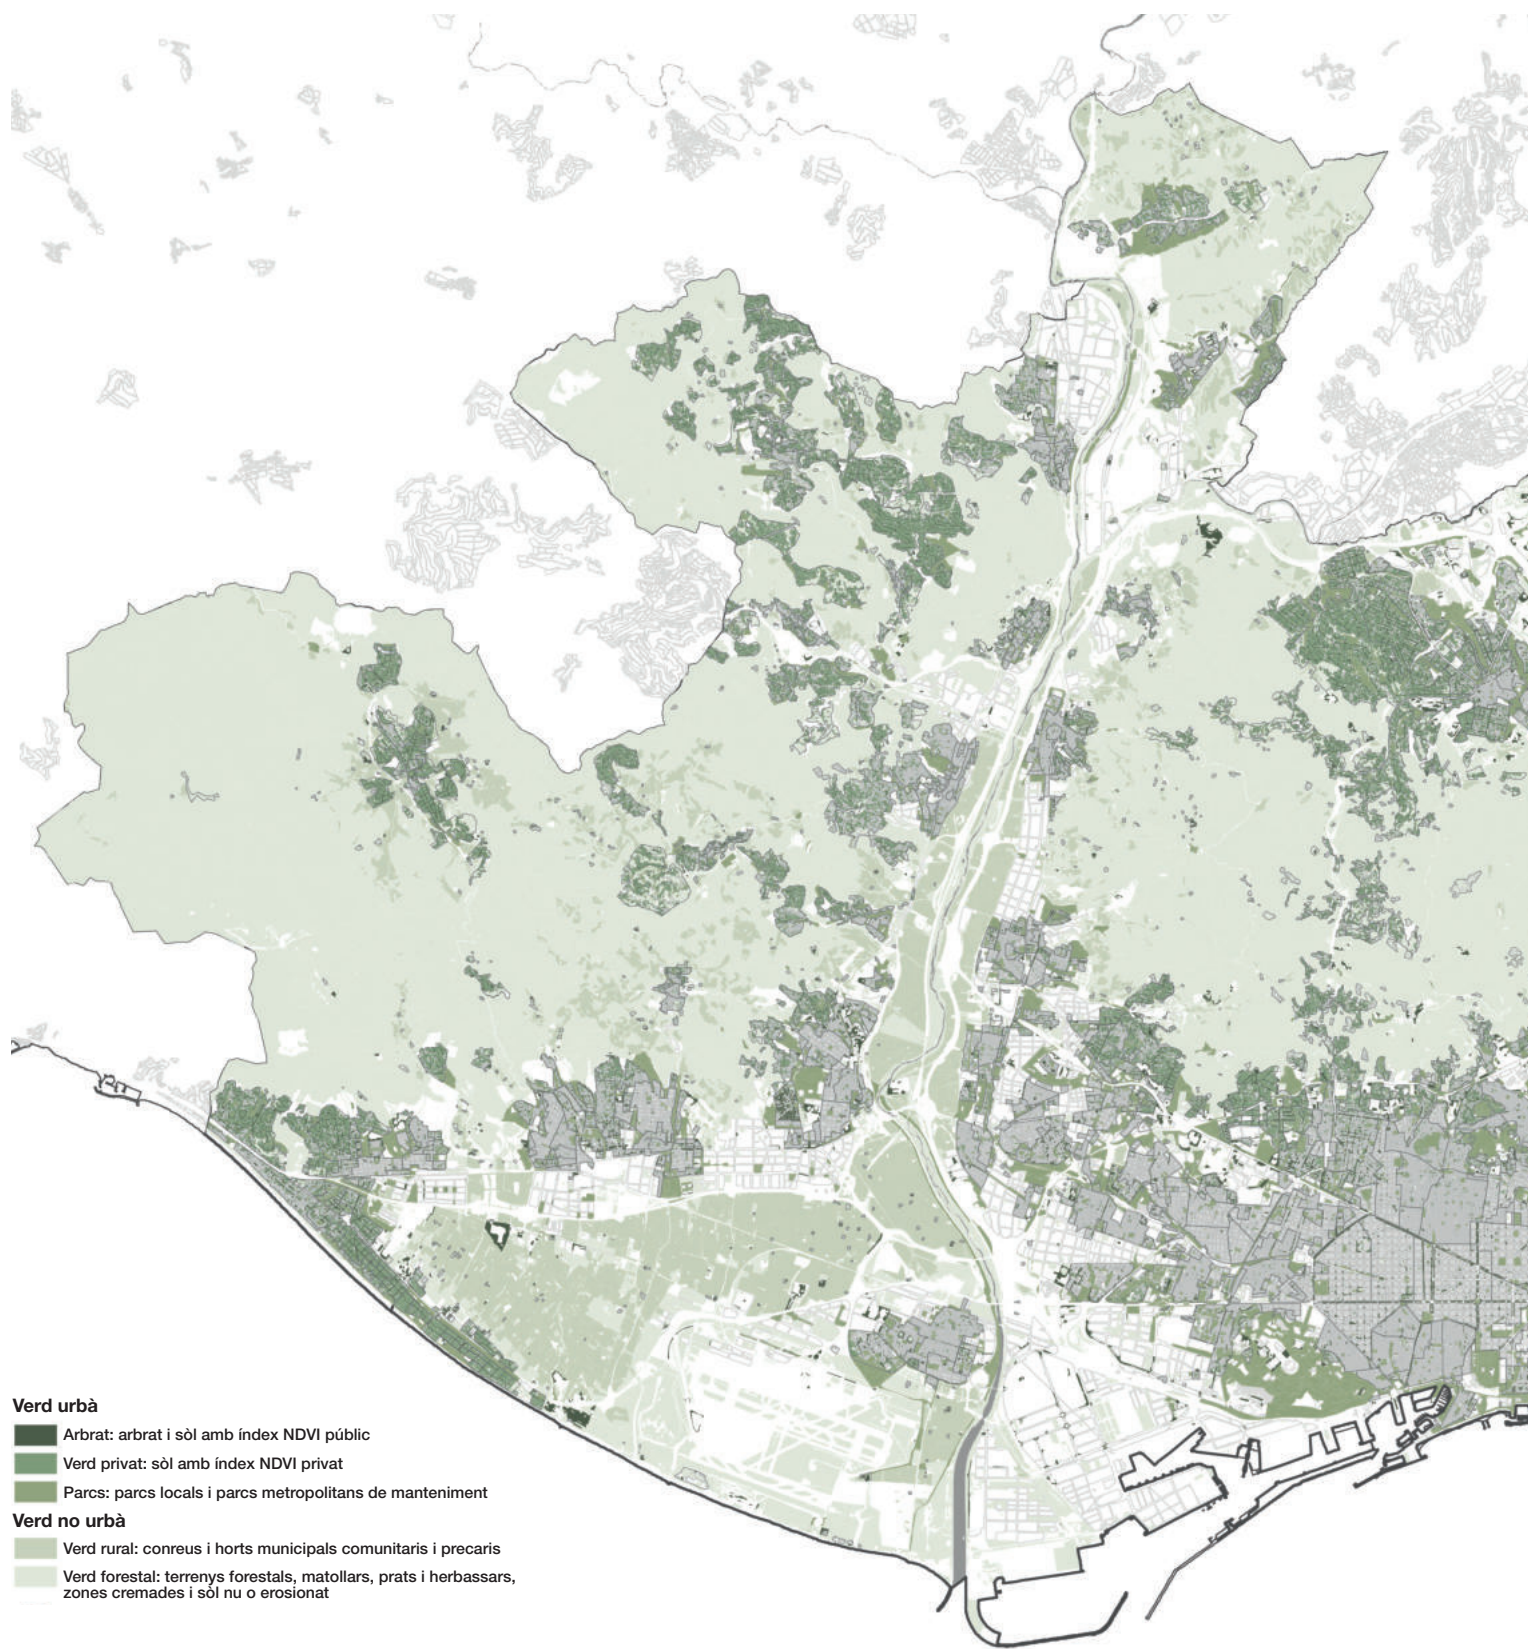 Verd urbà
Arbrat: arbrat i sòl amb índex NDVI públic
Verd privat: sòl amb índex NDVI privat
Parcs: parcs locals i parcs metropolitans de manteniment
Verd no urbà
Verd rural: conreus i horts municipals comunitaris i precaris
Verd forestal: terrenys forestals, matollars, prats i herbassars,
zones cremades i sòl nu o erosionat